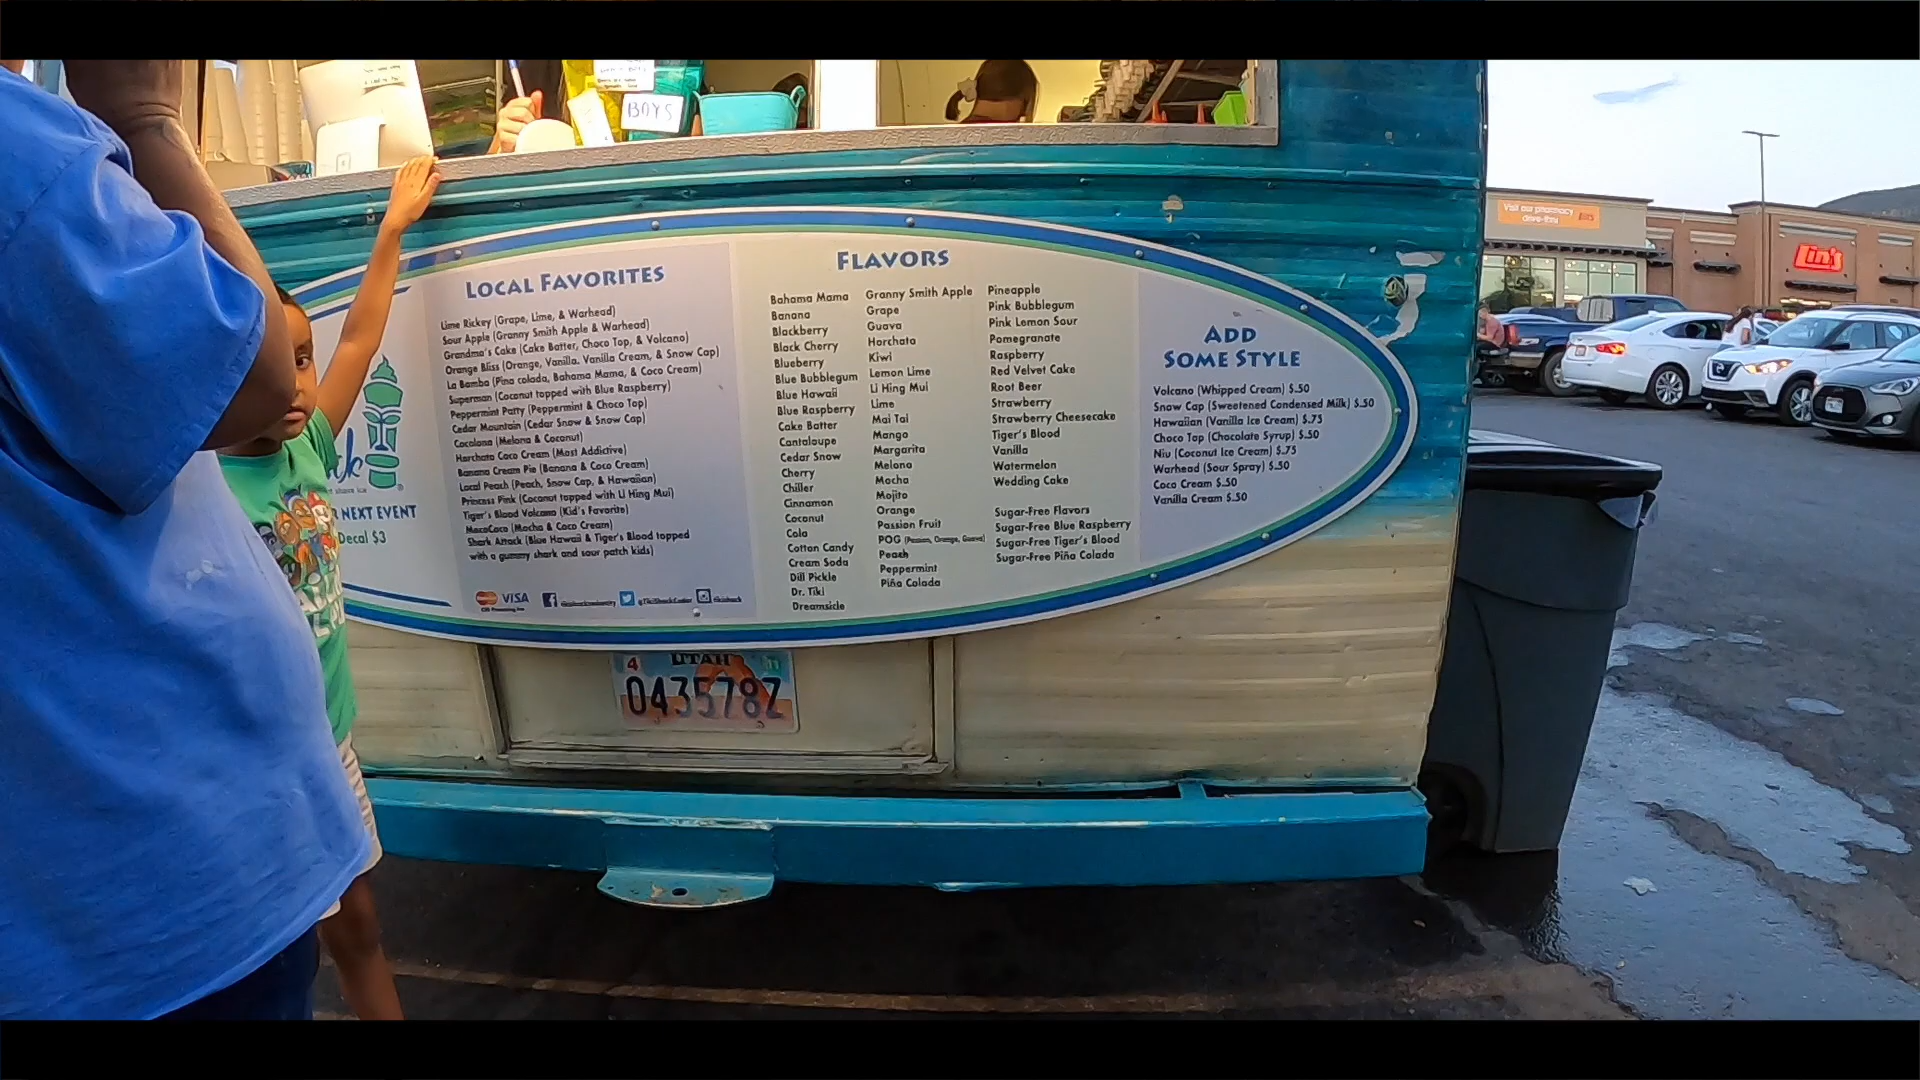 BOYS
LOCAL FAVORITES
Lime Rickey (Grape, Lime, & Warhead)
Sour Apple (Granny Smith Apple & Warhead)
Grandma's Cake (Cake Batter, Choco Top, & Volcano)
Orange Bliss (Orange, Vanilla, Vanilla Cream, & Snow Cap)
La Bamba (Pina colada, Bahama Mama, & Coco Cream)
Superman (Coconut topped with Blue Raspberry)
Peppermint Patty (Peppermint & Choco Top)
Cedar Mountain (Cedar Snow & Snow Cap)
Cocolona (Melona & Coconut)
Horchata Coco Cream (Most Addictive)
Banana Cream Pie (Banana & Coco Cream)
Local Peach (Peach, Snow Cap, & Hawaiian)
Princess Pink (Coconut topped with Li Hing Mui)
Tiger's Blood Volcano (Kid's Favorite)
MocoCoco (Mocha & Coco Cream)
Shark Attack (Blue Hawaii & Tiger's Blood topped
with a gummy shark and sour patch kids)
VISA
NEXT EVENT
Decal $3
FLAVORS
Bahama Mama
Banana
Blackberry
Black Cherry
Blueberry
Blue Bubblegum
Blue Hawaii
Blue Raspberry
Cake Batter
Cantaloupe
Cedar Snow
Cherry
Chiller
Cinnamon
Coconut
Cola
Cotton Candy
Cream Soda
Dill Pickle
Dr. Tiki
Dreamsicle
Granny Smith Apple
Grape
Guava
Horchata
Kiwi
Lemon Lime
Li Hing Mui
Lime
Mai Tai
Mango
Margarita
Melona
Mocha
Mojito
Orange
Passion Fruit
POG (Passion, Orange, Guava)
Peach
Peppermint
Piña Colada
Pineapple
Pink Bubblegum
Pink Lemon Sour
Pomegranate
Raspberry
Red Velvet Cake
Root Beer
Strawberry
Strawberry Cheesecake
Tiger's Blood
Vanilla
Watermelon
Wedding Cake
Sugar-Free Flavors
Sugar-Free Blue Raspberry
Sugar-Free Tiger's Blood
Sugar-Free Piña Colada
ADD
SOME STYLE
Volcano (Whipped Cream) $.50
Snow Cap (Sweetened Condensed Milk) $.50
Hawaiian (Vanilla Ice Cream) $.75
Choco Top (Chocolate Syrup) $.50
Niu (Coconut Ice Cream) $.75
Warhead (Sour Spray) $.50
Coco Cream $.50
Vanilla Cream $.50
4 UTAH 11
043578Z
Visit our pharmacy
drive-thru
Lin's